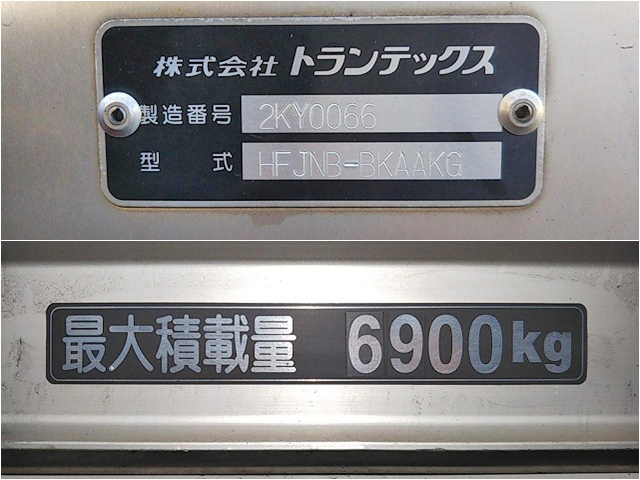 株式会社 トランテックス
製造番号 2KY0066
型式 HFJNB-BKAAKG
最大積載量 6900kg